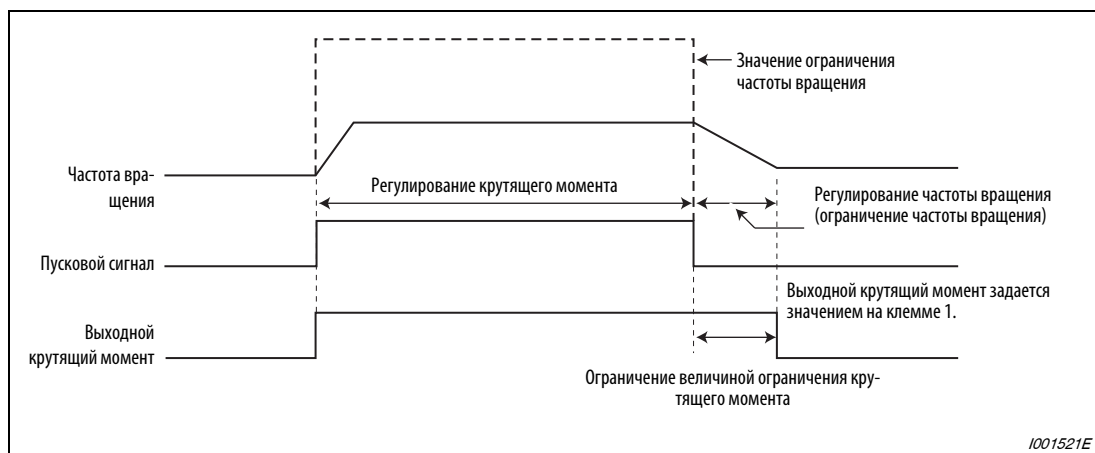 Значение ограничения
частоты вращения
Частота вра-
щения
Регулирование крутящего момента
Регулирование частоты вращения
(ограничение частоты вращения)
Пусковой сигнал
Выходной крутящий момент задается
значением на клемме 1.
Выходной
крутящий момент
Ограничение величиной ограничения кру-
тящего момента
I001521E